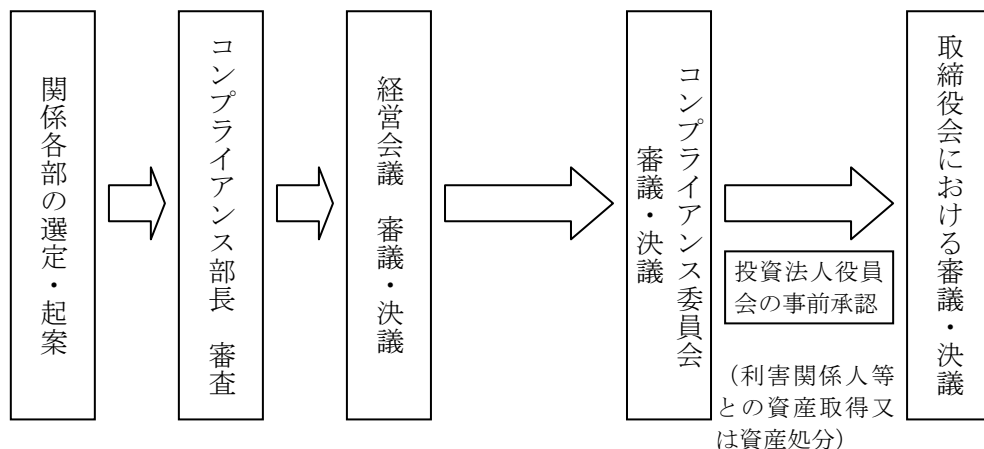 関係各部の選定・起案
コンプライアンス部長　審査
経営会議　審議・決議
コンプライアンス委員会
審議・決議
投資法人役員
会の事前承認
（利害関係人等
との資産取得又
は資産処分）
取締役会における審議・決議